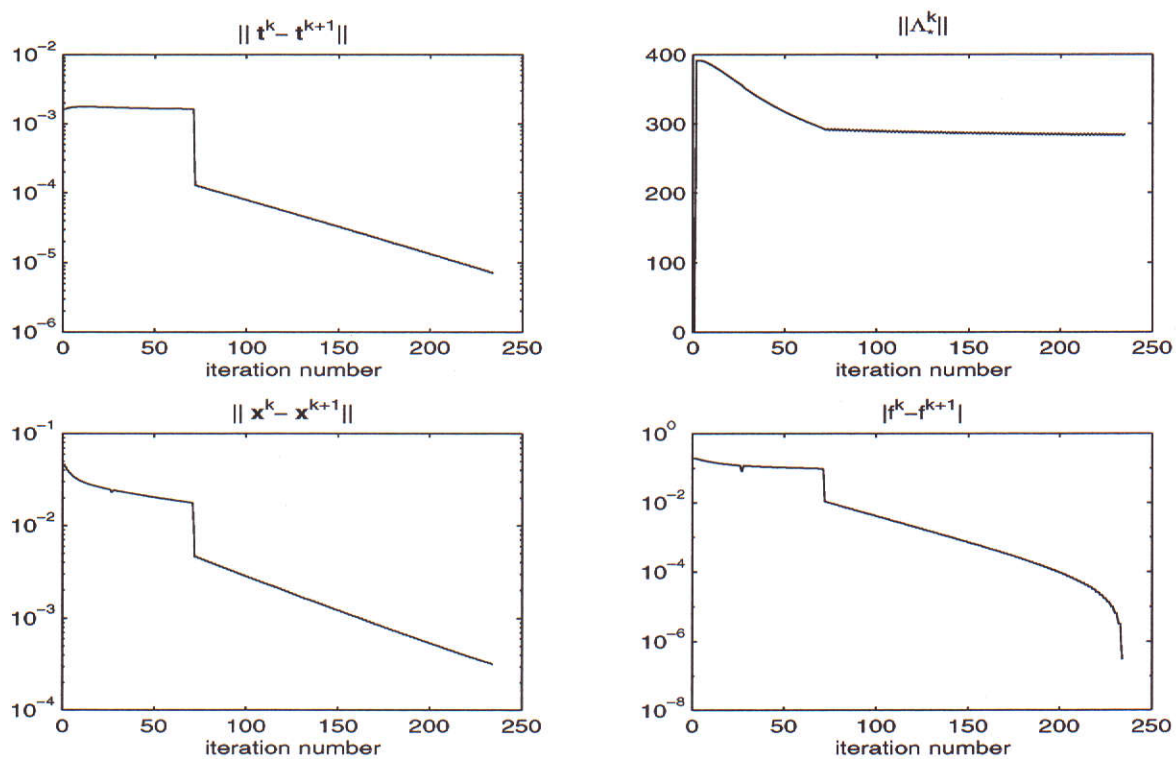 || t^k – t^{k+1} ||
10^{-2}
10^{-3}
10^{-4}
10^{-5}
10^{-6}
0 50 100 150 200 250
iteration number
||Λ_*^k||
400
300
200
100
0
0 50 100 150 200 250
iteration number
|| x^k – x^{k+1} ||
10^{-1}
10^{-2}
10^{-3}
10^{-4}
0 50 100 150 200 250
iteration number
|f^k–f^{k+1}|
10^0
10^{-2}
10^{-4}
10^{-6}
10^{-8}
0 50 100 150 200 250
iteration number